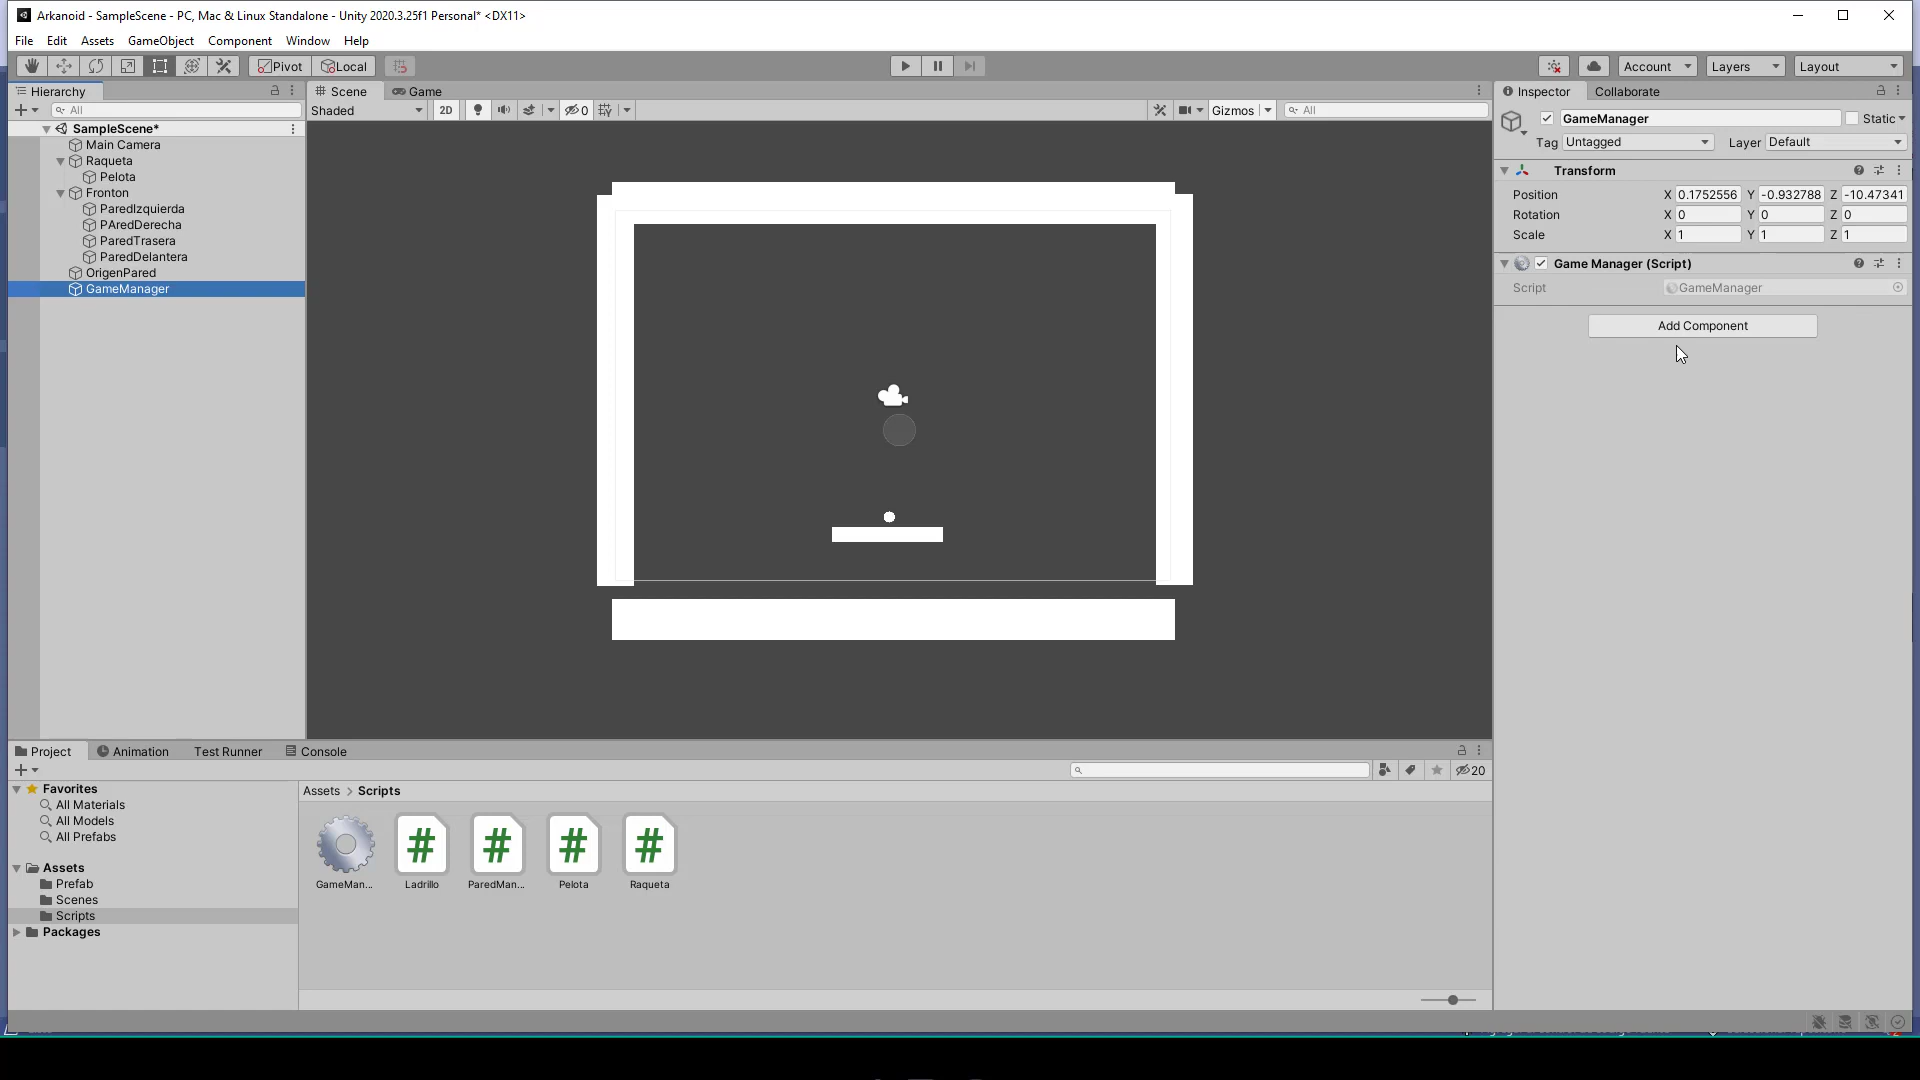 Arkanoid - SampleScene - PC, Mac & Linux Standalone - Unity 2020.3.25f1 Personal* <DX11>
File Edit Assets GameObject Component Window Help
Pivot Local Account Layers Layout
Hierarchy
All
SampleScene*
Main Camera
Raqueta
Pelota
Fronton
ParedIzquierda
PAredDerecha
ParedTrasera
ParedDelantera
OrigenPared
GameManager
Scene Game
Shaded 2D 0 Gizmos All
Inspector Collaborate
GameManager Static
Tag Untagged Layer Default
Transform
Position X 0.1752556 Y -0.932788 Z -10.47341
Rotation X 0 Y 0 Z 0
Scale X 1 Y 1 Z 1
Game Manager (Script)
Script GameManager
Add Component
Project Animation Test Runner Console
20
Favorites
All Materials
All Models
All Prefabs
Assets
Prefab
Scenes
Scripts
Packages
Assets > Scripts
# # # #
GameMan... Ladrillo ParedMan... Pelota Raqueta